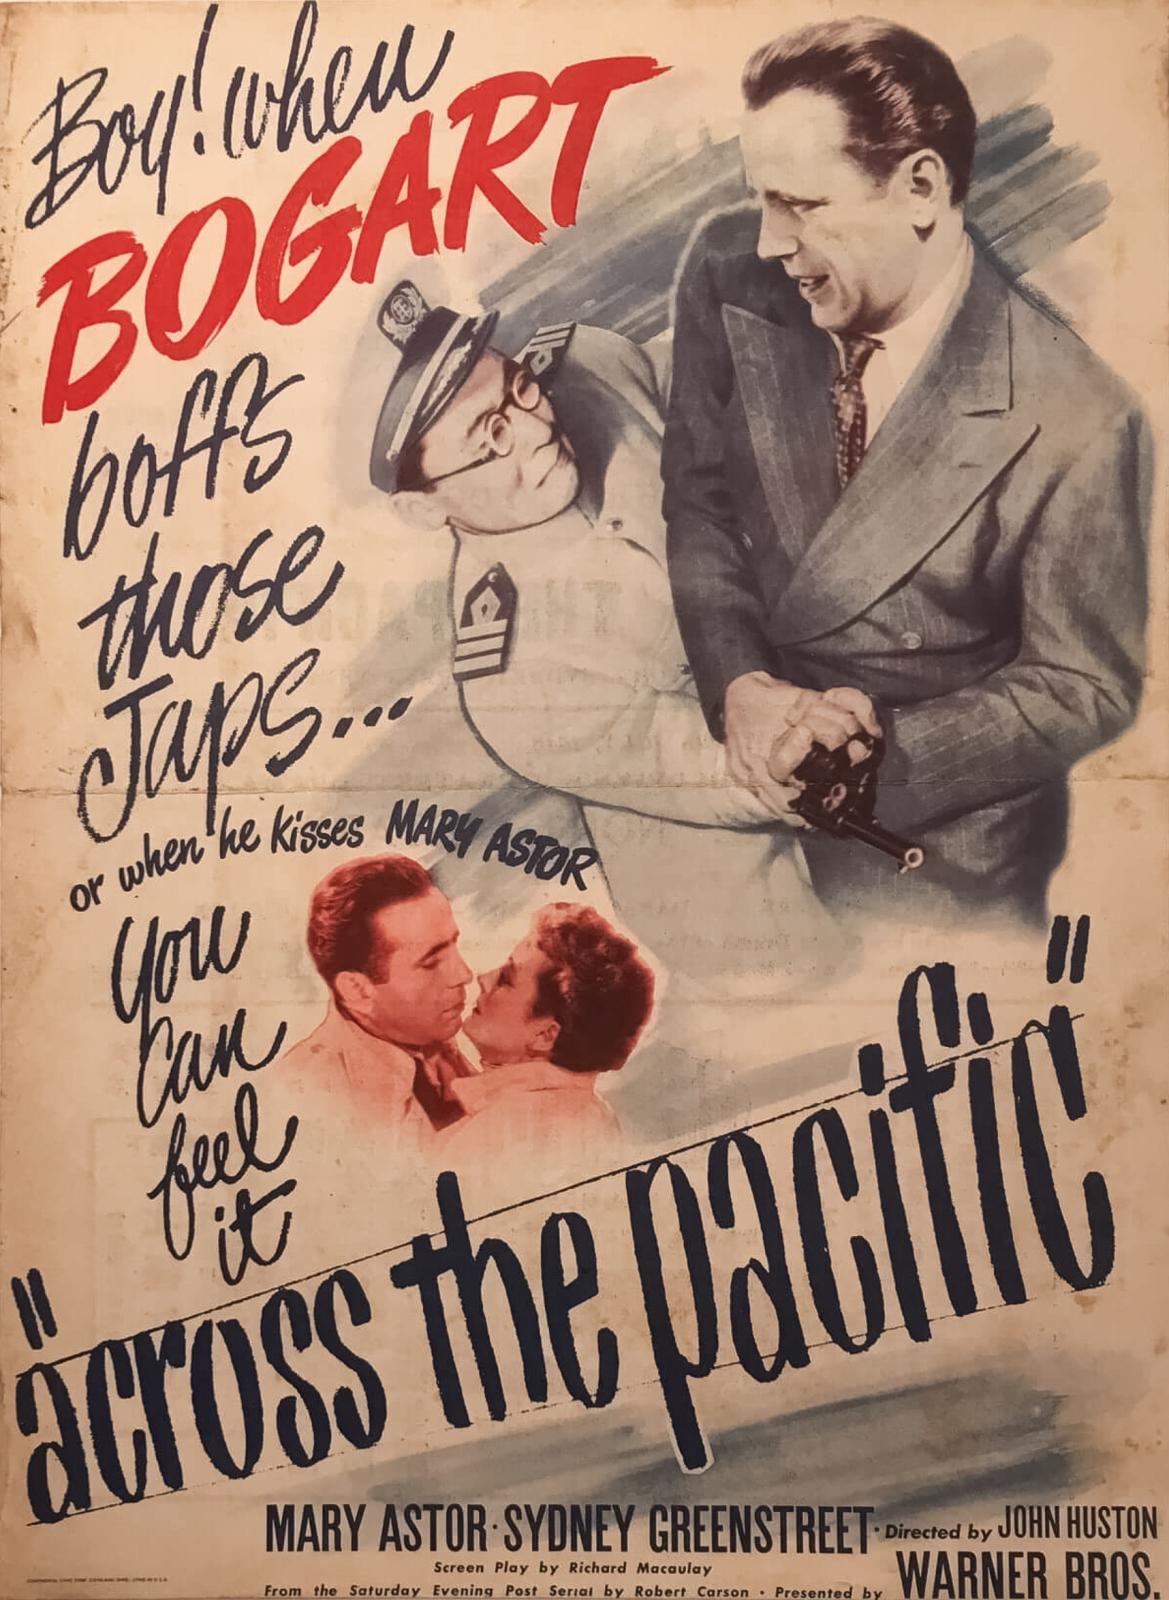 Boy! when
BOGART
boffs
those
Japs...
or when he kisses MARY ASTOR
you
can
feel
it
"across the pacific"
MARY ASTOR · SYDNEY GREENSTREET · Directed by JOHN HUSTON
Screen Play by Richard Macaulay
From the Saturday Evening Post Serial by Robert Carson · Presented by WARNER BROS.